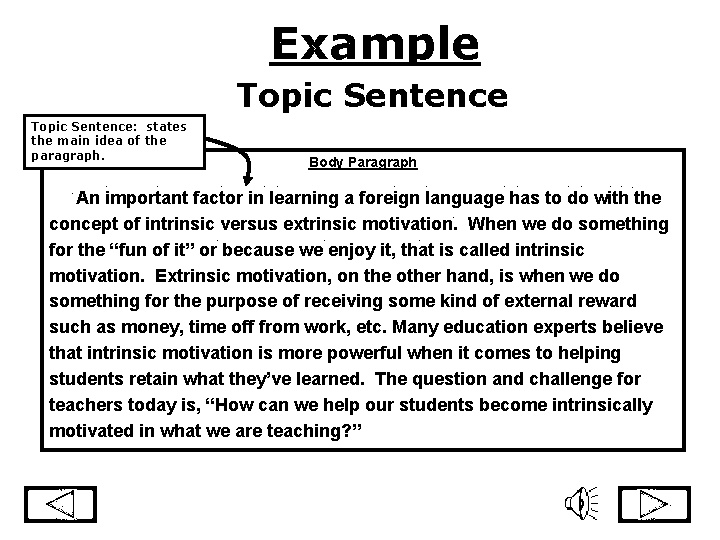 Example
Topic Sentence
Topic Sentence:  states
the main idea of the
paragraph.
Body Paragraph
An important factor in learning a foreign language has to do with the
concept of intrinsic versus extrinsic motivation.  When we do something
for the “fun of it” or because we enjoy it, that is called intrinsic
motivation.  Extrinsic motivation, on the other hand, is when we do
something for the purpose of receiving some kind of external reward
such as money, time off from work, etc. Many education experts believe
that intrinsic motivation is more powerful when it comes to helping
students retain what they’ve learned.  The question and challenge for
teachers today is, “How can we help our students become intrinsically
motivated in what we are teaching?”